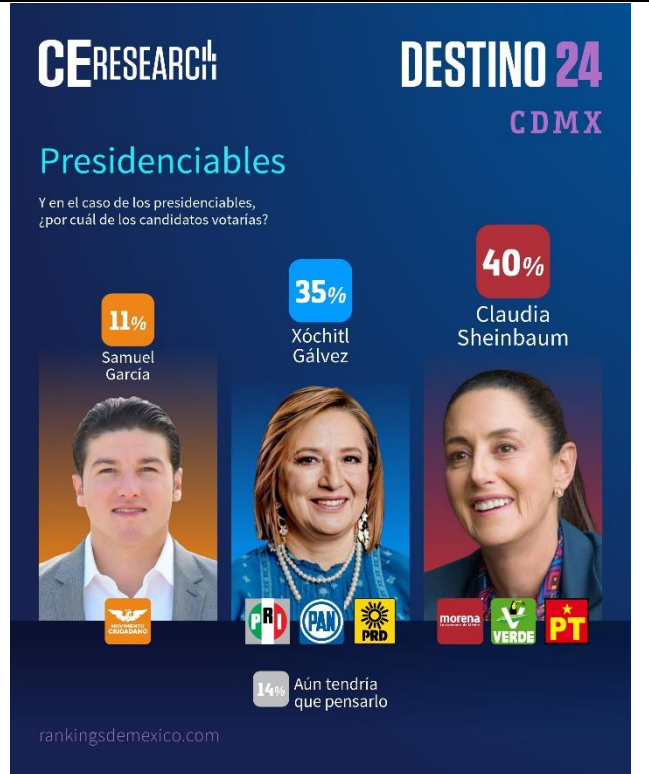 CERESEARCH
DESTINO 24
CDMX
Presidenciables
Y en el caso de los presidenciables,
¿por cuál de los candidatos votarías?
11%
Samuel
García
35%
Xóchitl
Gálvez
40%
Claudia
Sheinbaum
MOVIMIENTO
CIUDADANO
PRI
PAN
PRD
morena
VERDE
PT
14%
Aún tendría
que pensarlo
rankingsdemexico.com